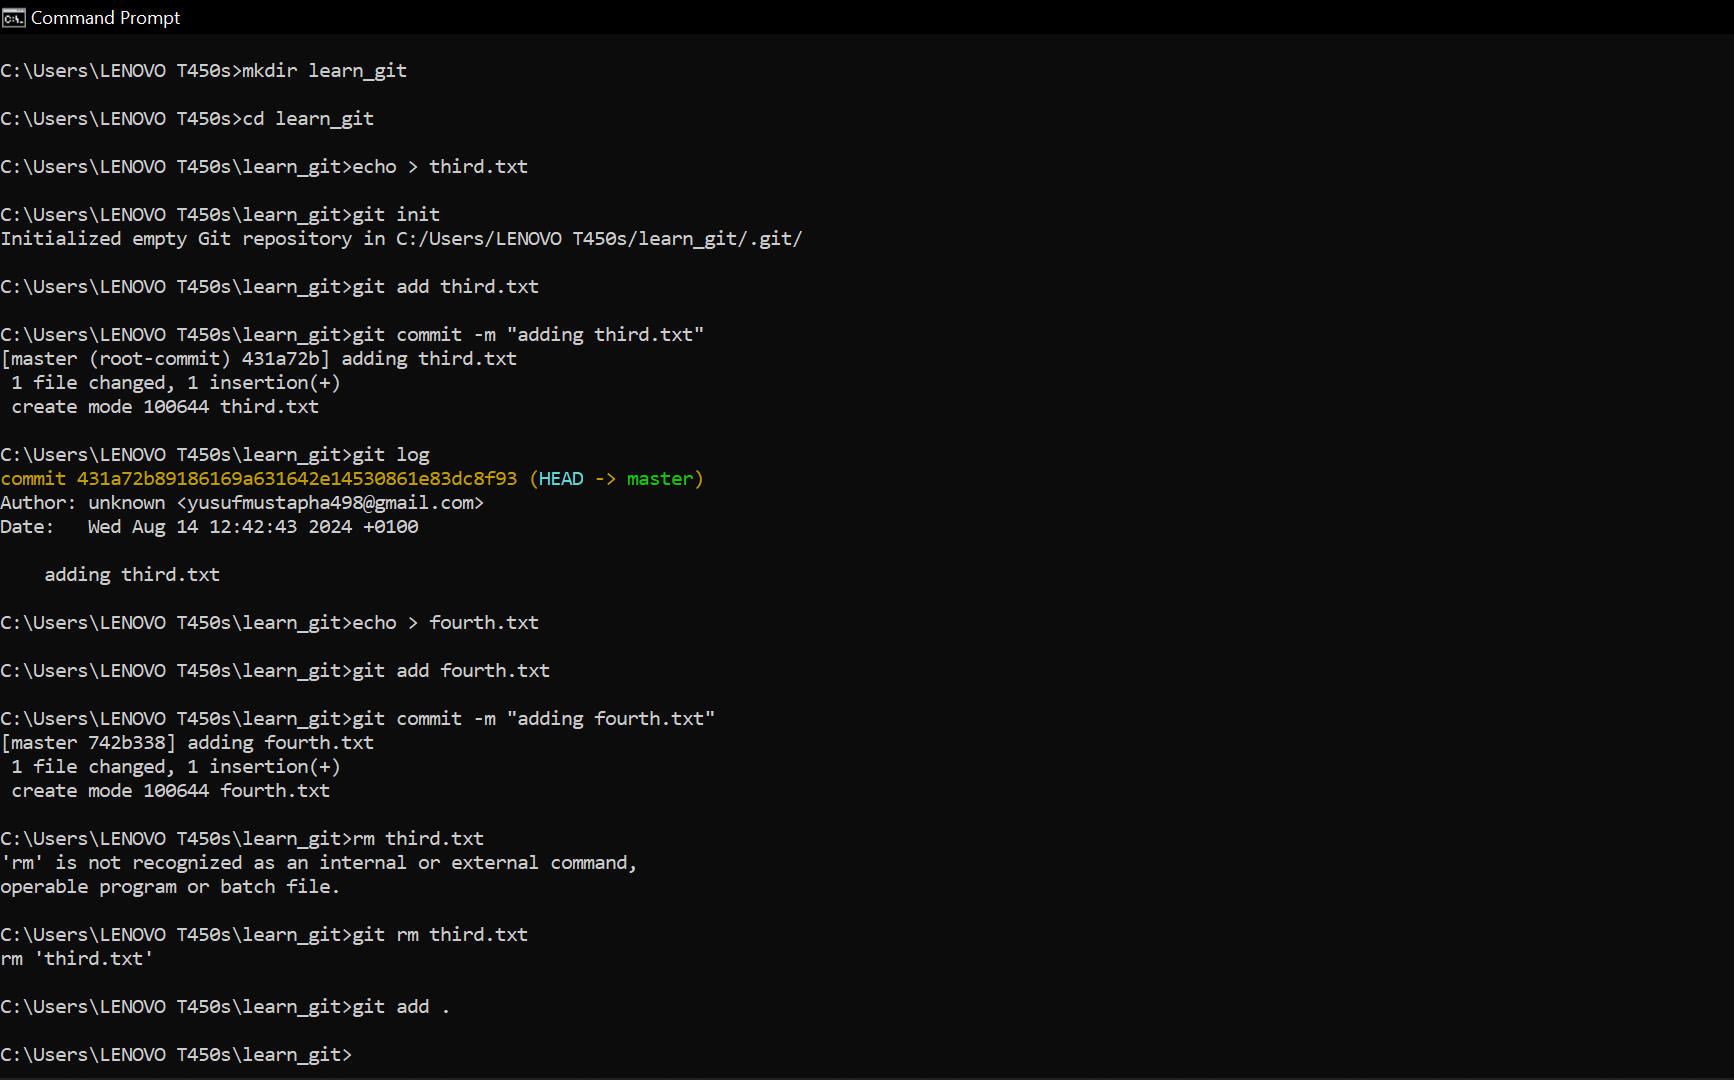 Command Prompt
C:\Users\LENOVO T450s>mkdir learn_git
C:\Users\LENOVO T450s>cd learn_git
C:\Users\LENOVO T450s\learn_git>echo > third.txt
C:\Users\LENOVO T450s\learn_git>git init
Initialized empty Git repository in C:/Users/LENOVO T450s/learn_git/.git/
C:\Users\LENOVO T450s\learn_git>git add third.txt
C:\Users\LENOVO T450s\learn_git>git commit -m "adding third.txt"
[master (root-commit) 431a72b] adding third.txt
 1 file changed, 1 insertion(+)
 create mode 100644 third.txt
C:\Users\LENOVO T450s\learn_git>git log
commit 431a72b89186169a631642e14530861e83dc8f93 (HEAD -> master)
Author: unknown <yusufmustapha498@gmail.com>
Date:   Wed Aug 14 12:42:43 2024 +0100
    adding third.txt
C:\Users\LENOVO T450s\learn_git>echo > fourth.txt
C:\Users\LENOVO T450s\learn_git>git add fourth.txt
C:\Users\LENOVO T450s\learn_git>git commit -m "adding fourth.txt"
[master 742b338] adding fourth.txt
 1 file changed, 1 insertion(+)
 create mode 100644 fourth.txt
C:\Users\LENOVO T450s\learn_git>rm third.txt
'rm' is not recognized as an internal or external command,
operable program or batch file.
C:\Users\LENOVO T450s\learn_git>git rm third.txt
rm 'third.txt'
C:\Users\LENOVO T450s\learn_git>git add .
C:\Users\LENOVO T450s\learn_git>